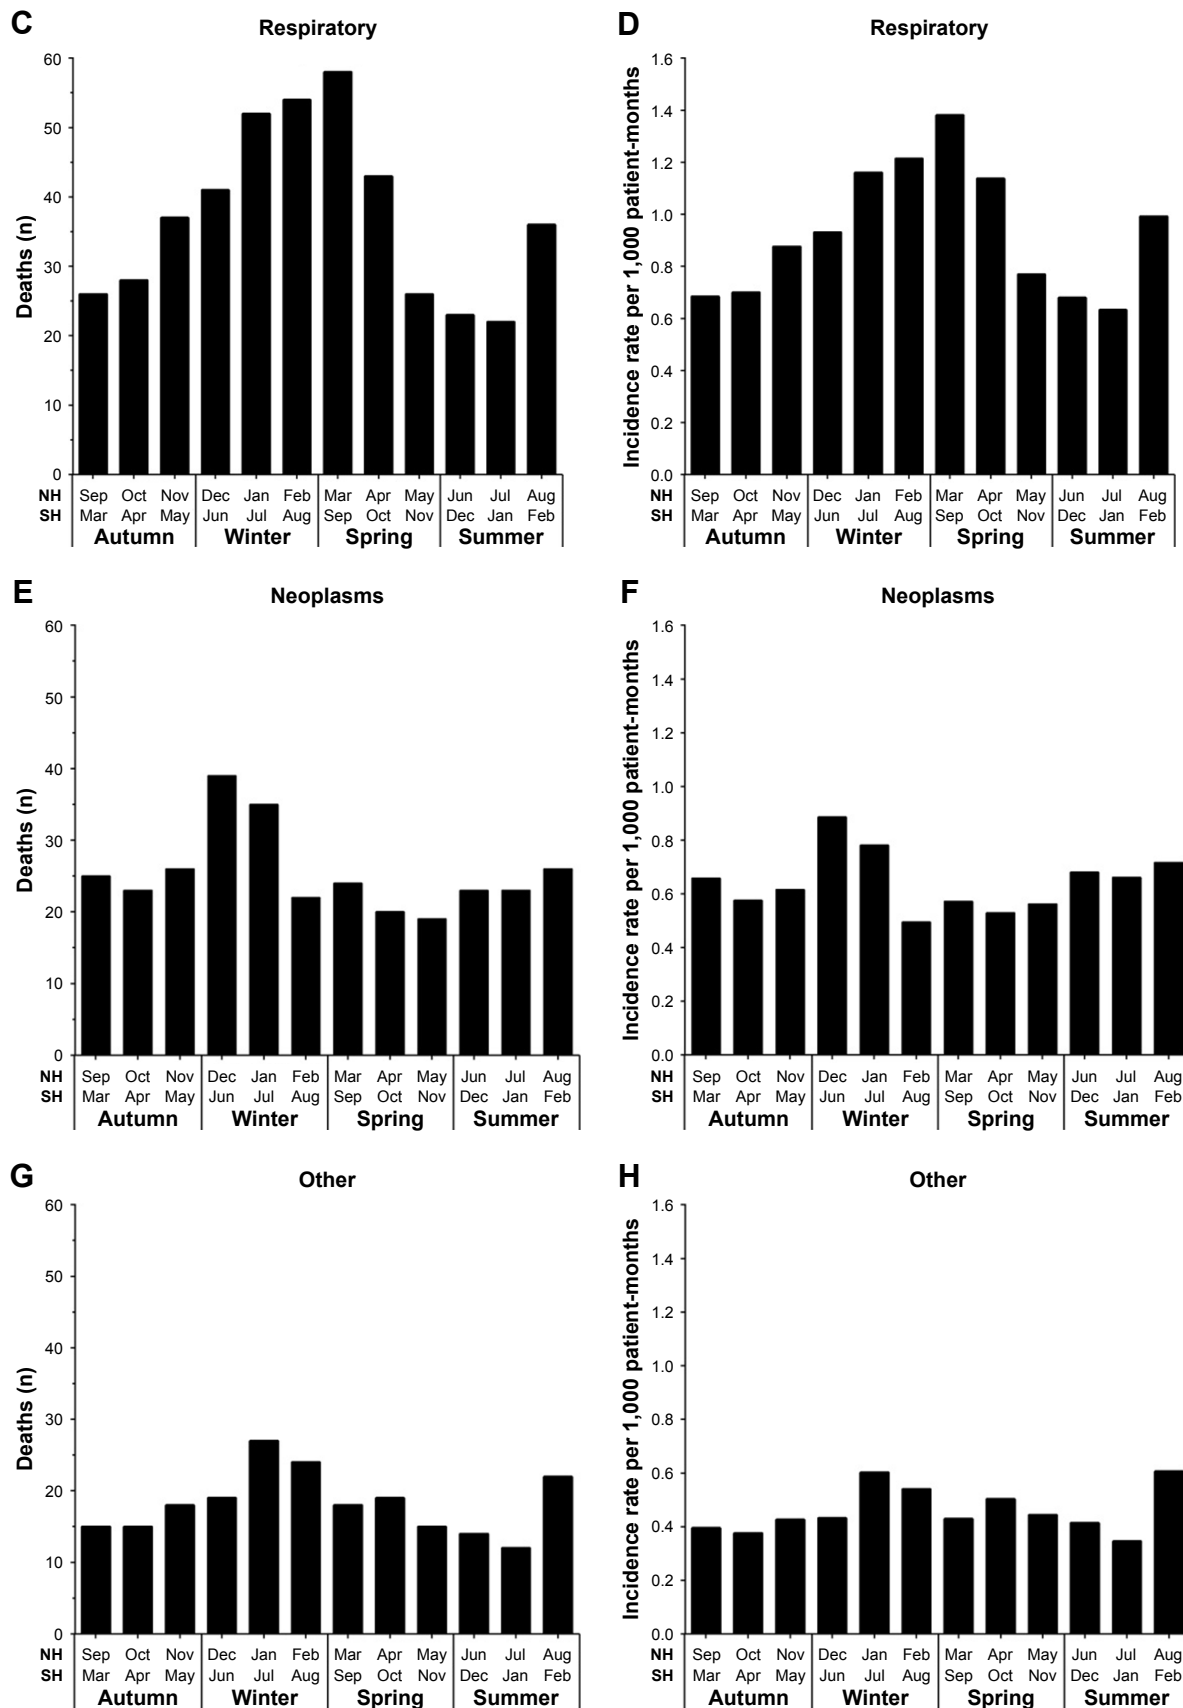 C
Respiratory
Deaths (n)
60
50
40
30
20
10
0
NH Sep Oct Nov Dec Jan Feb Mar Apr May Jun Jul Aug
SH Mar Apr May Jun Jul Aug Sep Oct Nov Dec Jan Feb
Autumn Winter Spring Summer
D
Respiratory
Incidence rate per 1,000 patient-months
1.6
1.4
1.2
1.0
0.8
0.6
0.4
0.2
0.0
NH Sep Oct Nov Dec Jan Feb Mar Apr May Jun Jul Aug
SH Mar Apr May Jun Jul Aug Sep Oct Nov Dec Jan Feb
Autumn Winter Spring Summer
E
Neoplasms
Deaths (n)
60
50
40
30
20
10
0
NH Sep Oct Nov Dec Jan Feb Mar Apr May Jun Jul Aug
SH Mar Apr May Jun Jul Aug Sep Oct Nov Dec Jan Feb
Autumn Winter Spring Summer
F
Neoplasms
Incidence rate per 1,000 patient-months
1.6
1.4
1.2
1.0
0.8
0.6
0.4
0.2
0.0
NH Sep Oct Nov Dec Jan Feb Mar Apr May Jun Jul Aug
SH Mar Apr May Jun Jul Aug Sep Oct Nov Dec Jan Feb
Autumn Winter Spring Summer
G
Other
Deaths (n)
60
50
40
30
20
10
0
NH Sep Oct Nov Dec Jan Feb Mar Apr May Jun Jul Aug
SH Mar Apr May Jun Jul Aug Sep Oct Nov Dec Jan Feb
Autumn Winter Spring Summer
H
Other
Incidence rate per 1,000 patient-months
1.6
1.4
1.2
1.0
0.8
0.6
0.4
0.2
0.0
NH Sep Oct Nov Dec Jan Feb Mar Apr May Jun Jul Aug
SH Mar Apr May Jun Jul Aug Sep Oct Nov Dec Jan Feb
Autumn Winter Spring Summer